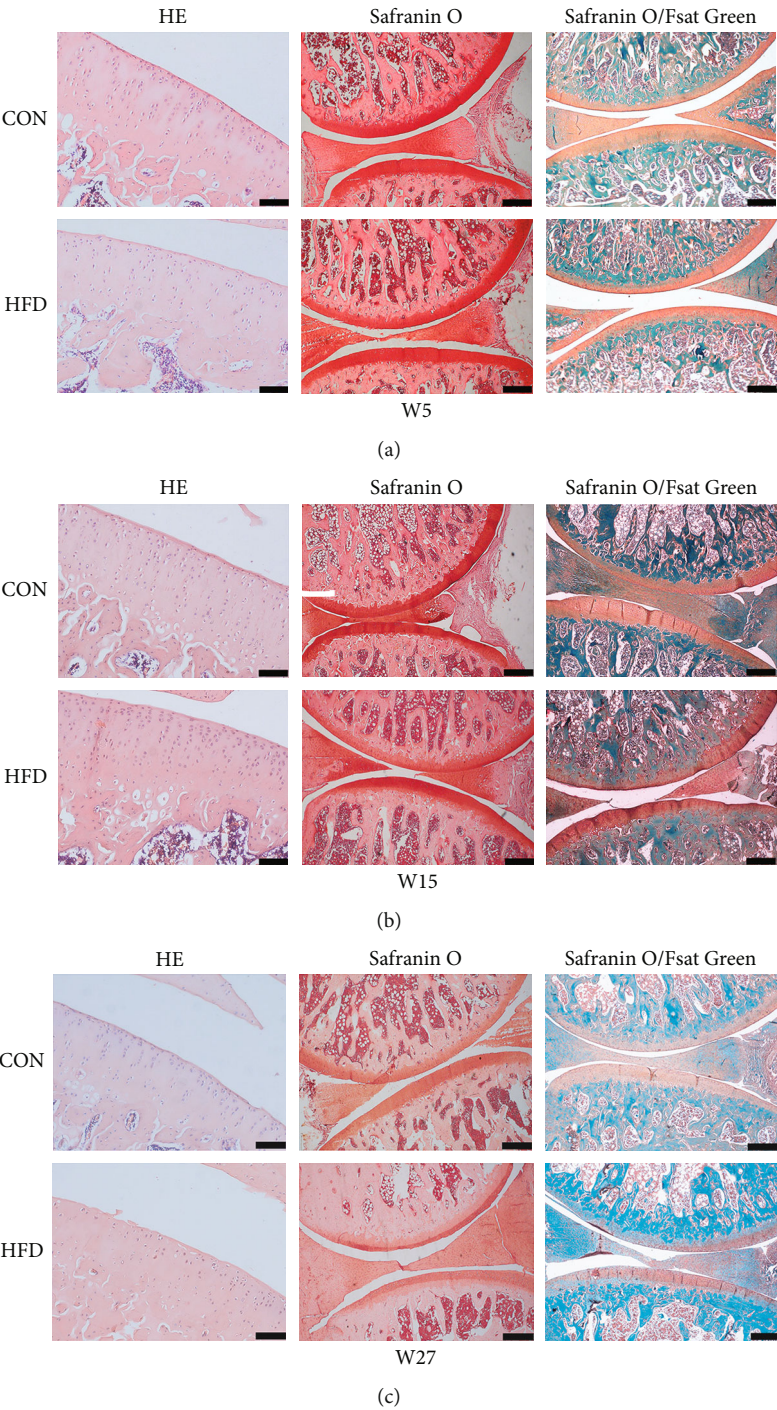 HE Safranin O Safranin O/Fsat Green
CON
HFD
W5
(a)
HE Safranin O Safranin O/Fsat Green
CON
HFD
W15
(b)
HE Safranin O Safranin O/Fsat Green
CON
HFD
W27
(c)